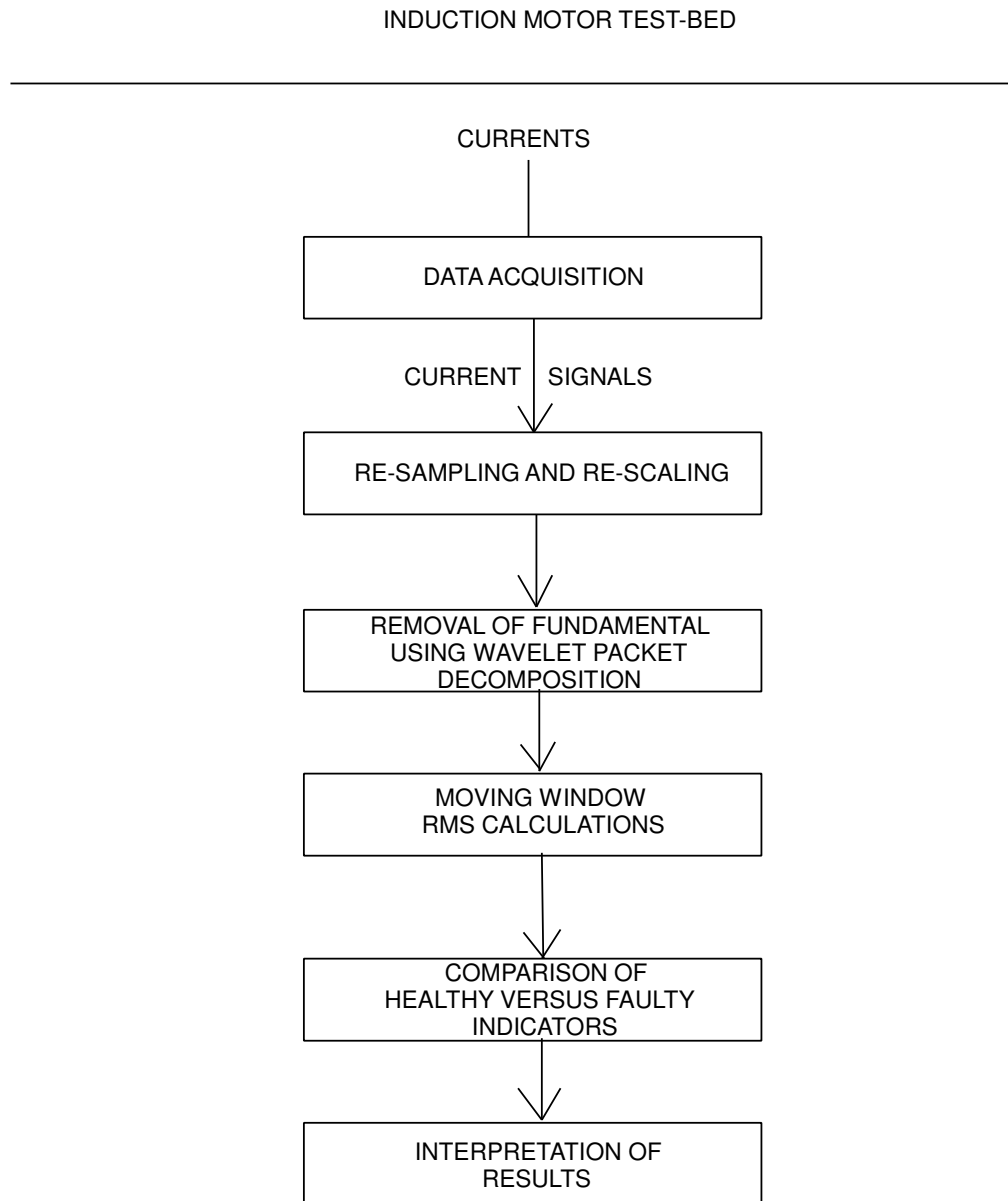 INDUCTION MOTOR TEST-BED
CURRENTS
DATA ACQUISITION
CURRENT SIGNALS
RE-SAMPLING AND RE-SCALING
REMOVAL OF FUNDAMENTAL
USING WAVELET PACKET
DECOMPOSITION
MOVING WINDOW
RMS CALCULATIONS
COMPARISON OF
HEALTHY VERSUS FAULTY
INDICATORS
INTERPRETATION OF
RESULTS